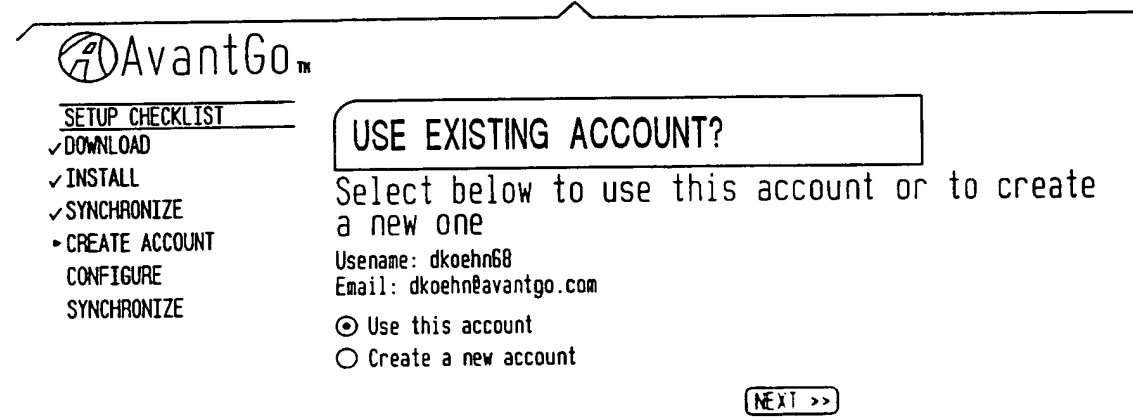 AvantGo™
SETUP CHECKLIST
✓DOWNLOAD
✓INSTALL
✓SYNCHRONIZE
▸CREATE ACCOUNT
CONFIGURE
SYNCHRONIZE
USE EXISTING ACCOUNT?
Select below to use this account or to create
a new one
Usename: dkoehn68
Email: dkoehn@avantgo.com
Use this account
Create a new account
NEXT >>